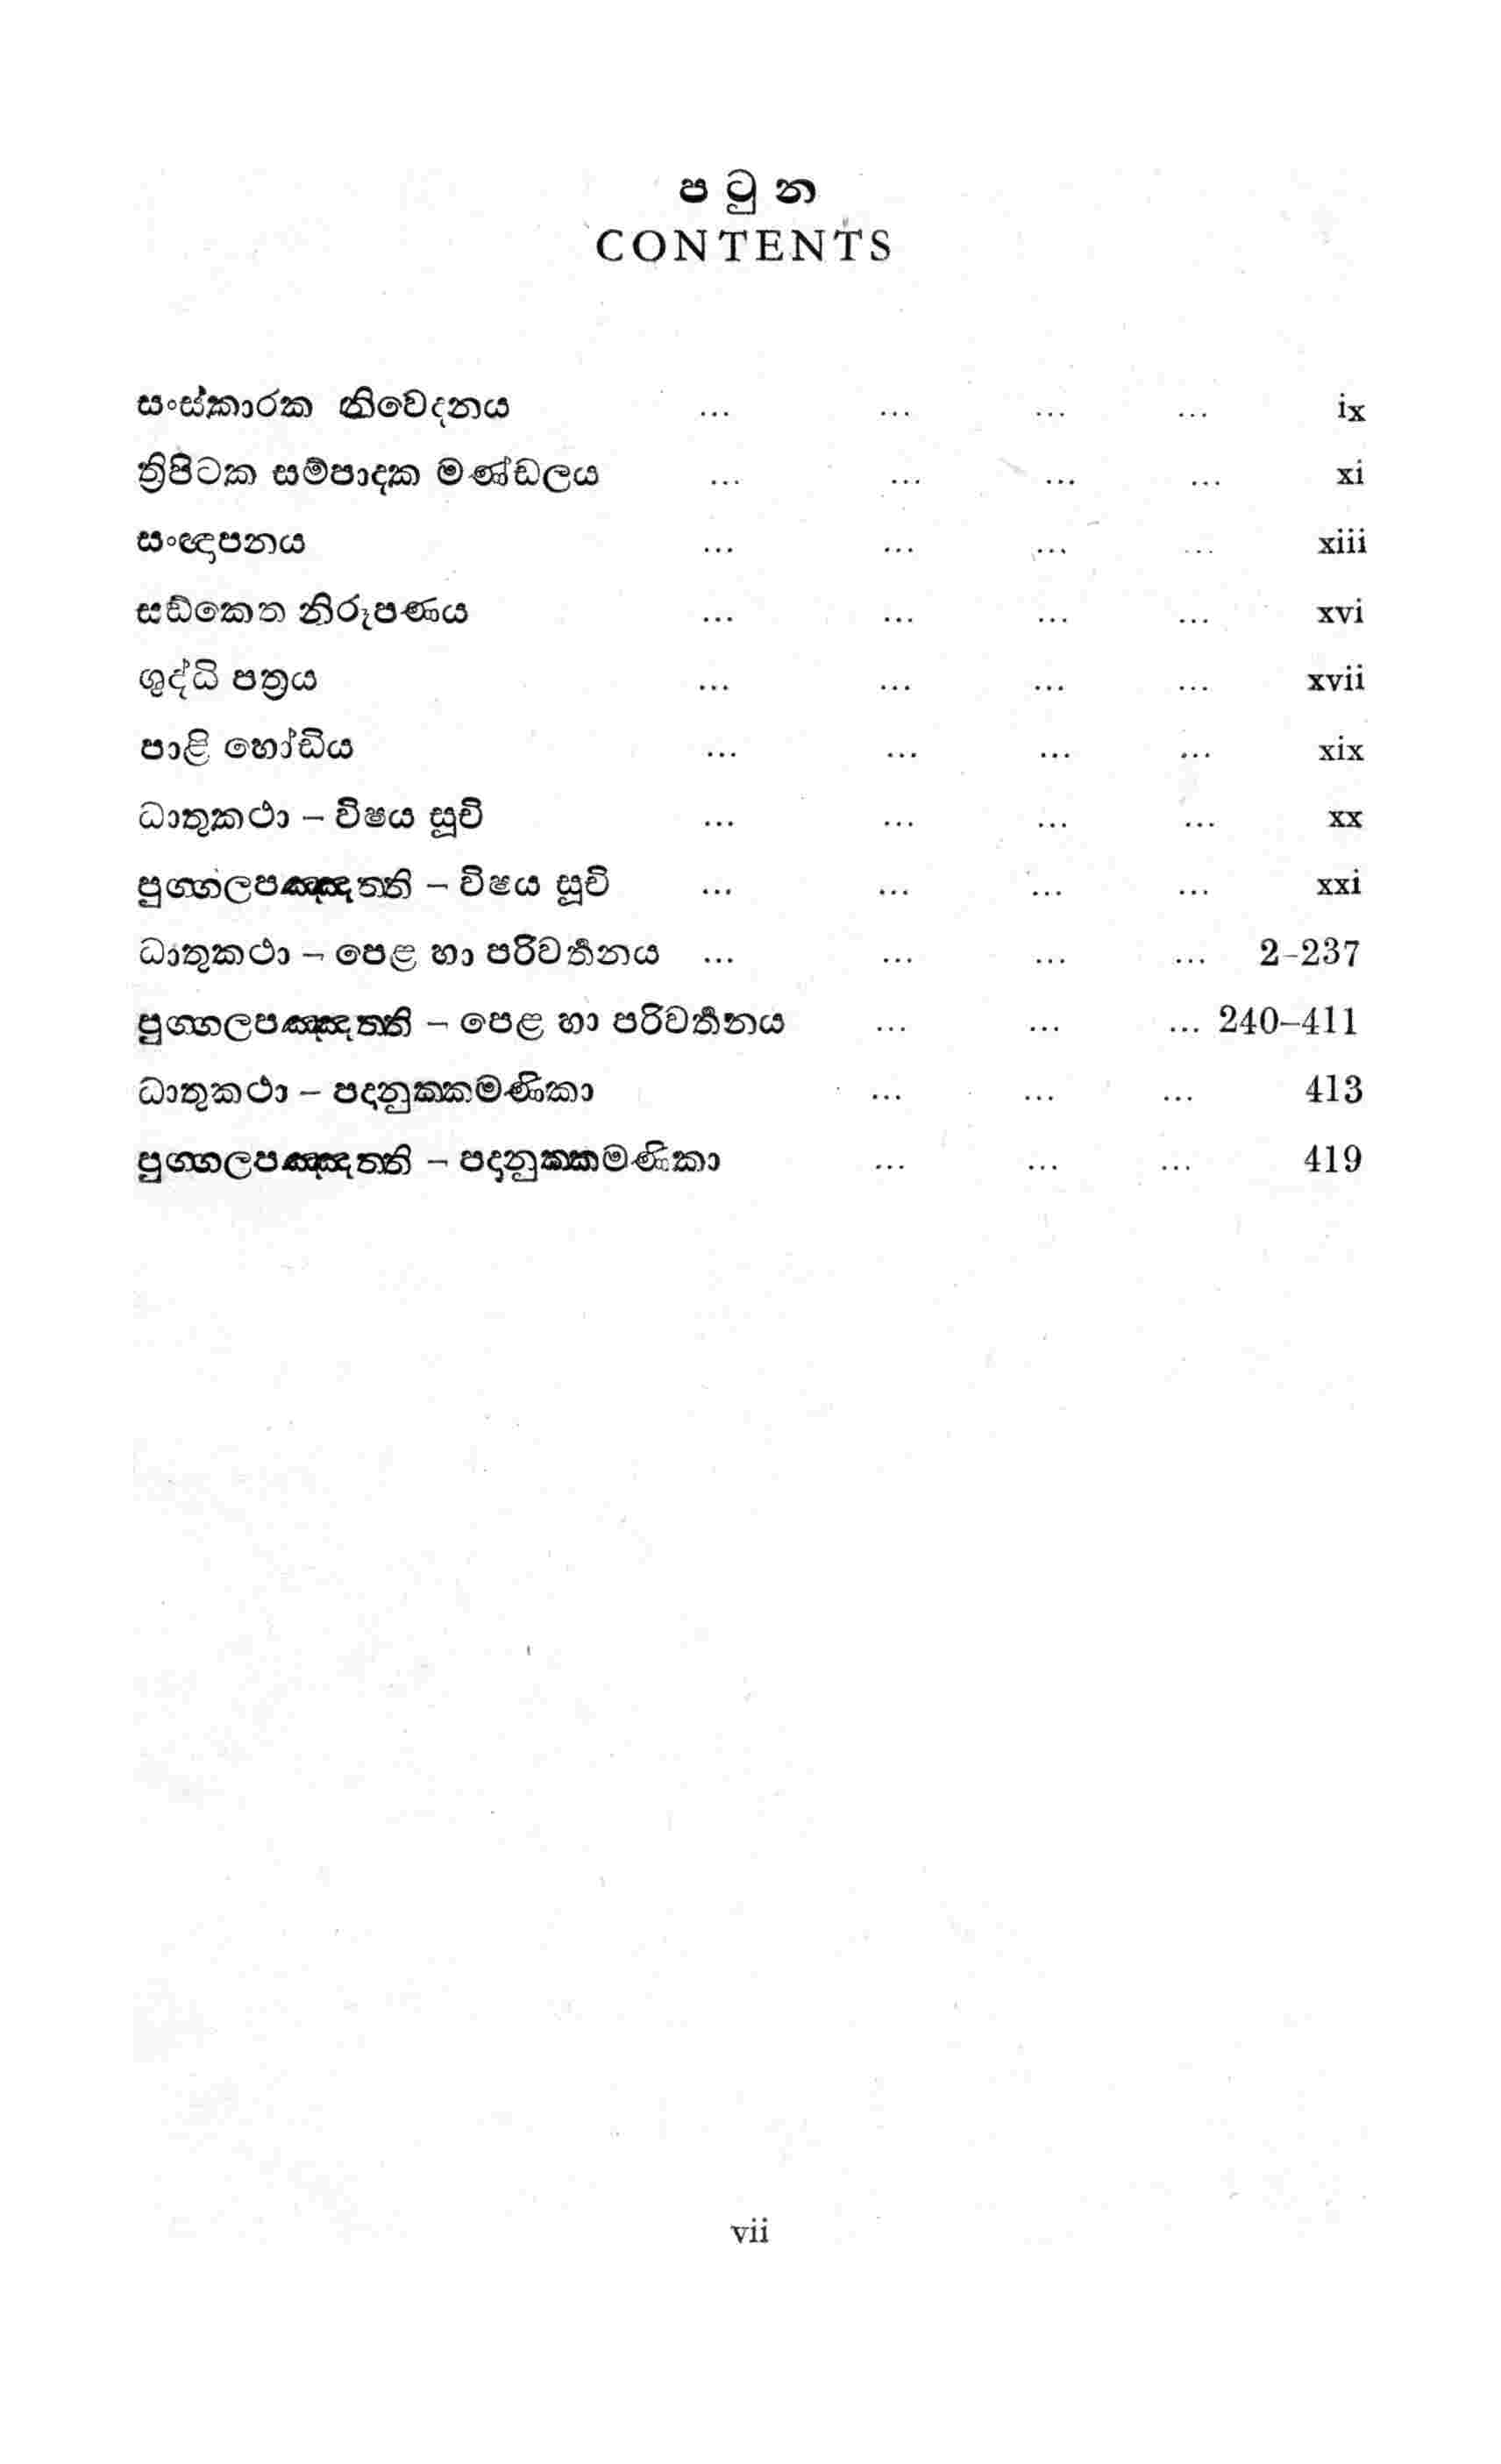 පටුන
CONTENTS
සංස්කාරක නිවේදනය ... ... ... ... ix
ත්‍රිපිටක සම්පාදක මණ්ඩලය ... ... ... ... xi
සංඥාපනය ... ... ... ... xiii
සඞ්කෙත නිරූපණය ... ... ... ... xvi
ශුද්ධි පත්‍රය ... ... ... ... xvii
පාළි හෝඩිය ... ... ... ... xix
ධාතුකථා – විෂය සූචි ... ... ... ... xx
පුග්ගලපඤ්ඤත්ති – විෂය සූචි ... ... ... ... xxi
ධාතුකථා – පෙළ හා පරිවර්තනය ... ... ... ... 2–237
පුග්ගලපඤ්ඤත්ති – පෙළ හා පරිවර්තනය ... ... ... 240–411
ධාතුකථා – පදනුක්කමණිකා ... ... ... 413
පුග්ගලපඤ්ඤත්ති – පදානුක්කමණිකා ... ... ... 419
vii